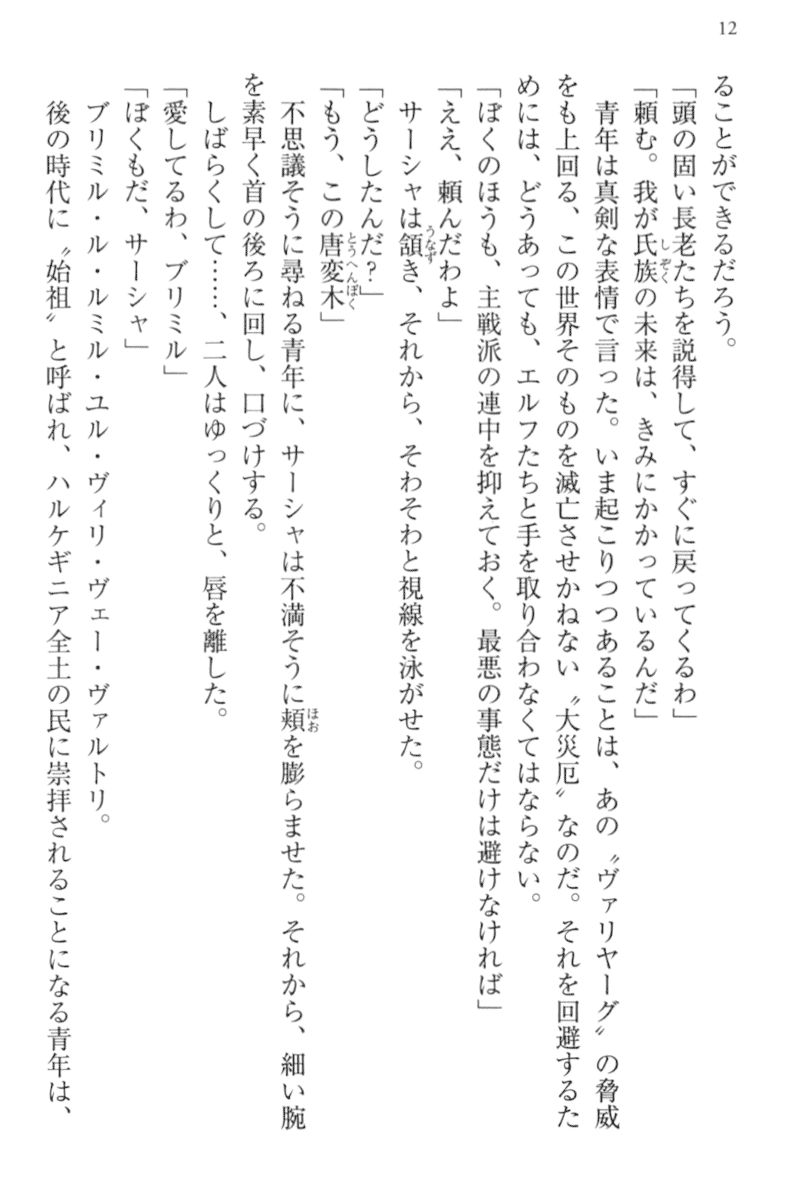 12
ることができるだろう。
「頭の固い長老たちを説得して、すぐに戻ってくるわ」
「頼む。我が氏族の未来は、きみにかかっているんだ」
青年は真剣な表情で言った。いま起こりつつあることは、あの〝ヴァリヤーグ〟の脅威
をも上回る、この世界そのものを滅亡させかねない〝大災厄〟なのだ。それを回避するた
めには、どうあっても、エルフたちと手を取り合わなくてはならない。
「ぼくのほうも、主戦派の連中を抑えておく。最悪の事態だけは避けなければ」
「ええ、頼んだわよ」
サーシャは頷き、それから、そわそわと視線を泳がせた。
「どうしたんだ?」
「もう、この唐変木」
不思議そうに尋ねる青年に、サーシャは不満そうに頬を膨らませた。それから、細い腕
を素早く首の後ろに回し、口づけする。
しばらくして……、二人はゆっくりと、唇を離した。
「愛してるわ、ブリミル」
「ぼくもだ、サーシャ」
ブリミル・ル・ルミル・ユル・ヴィリ・ヴェー・ヴァルトリ。
後の時代に〝始祖〟と呼ばれ、ハルケギニア全土の民に崇拝されることになる青年は、